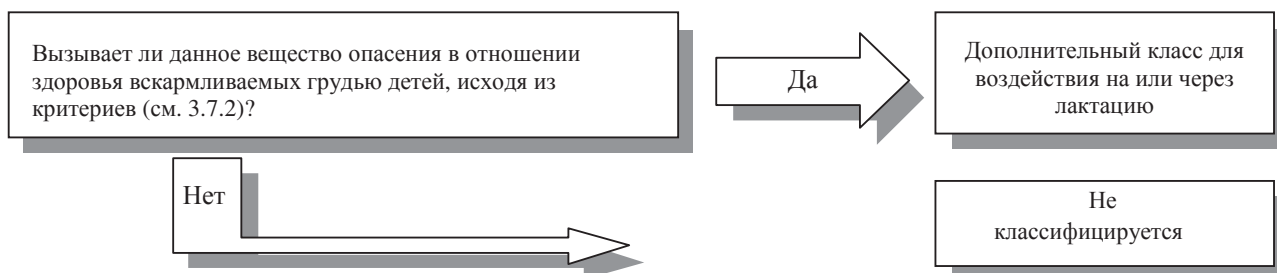 Вызывает ли данное вещество опасения в отношении
здоровья вскармливаемых грудью детей, исходя из
критериев (см. 3.7.2)?
Да
Дополнительный класс для
воздействия на или через
лактацию
Нет
Не
классифицируется